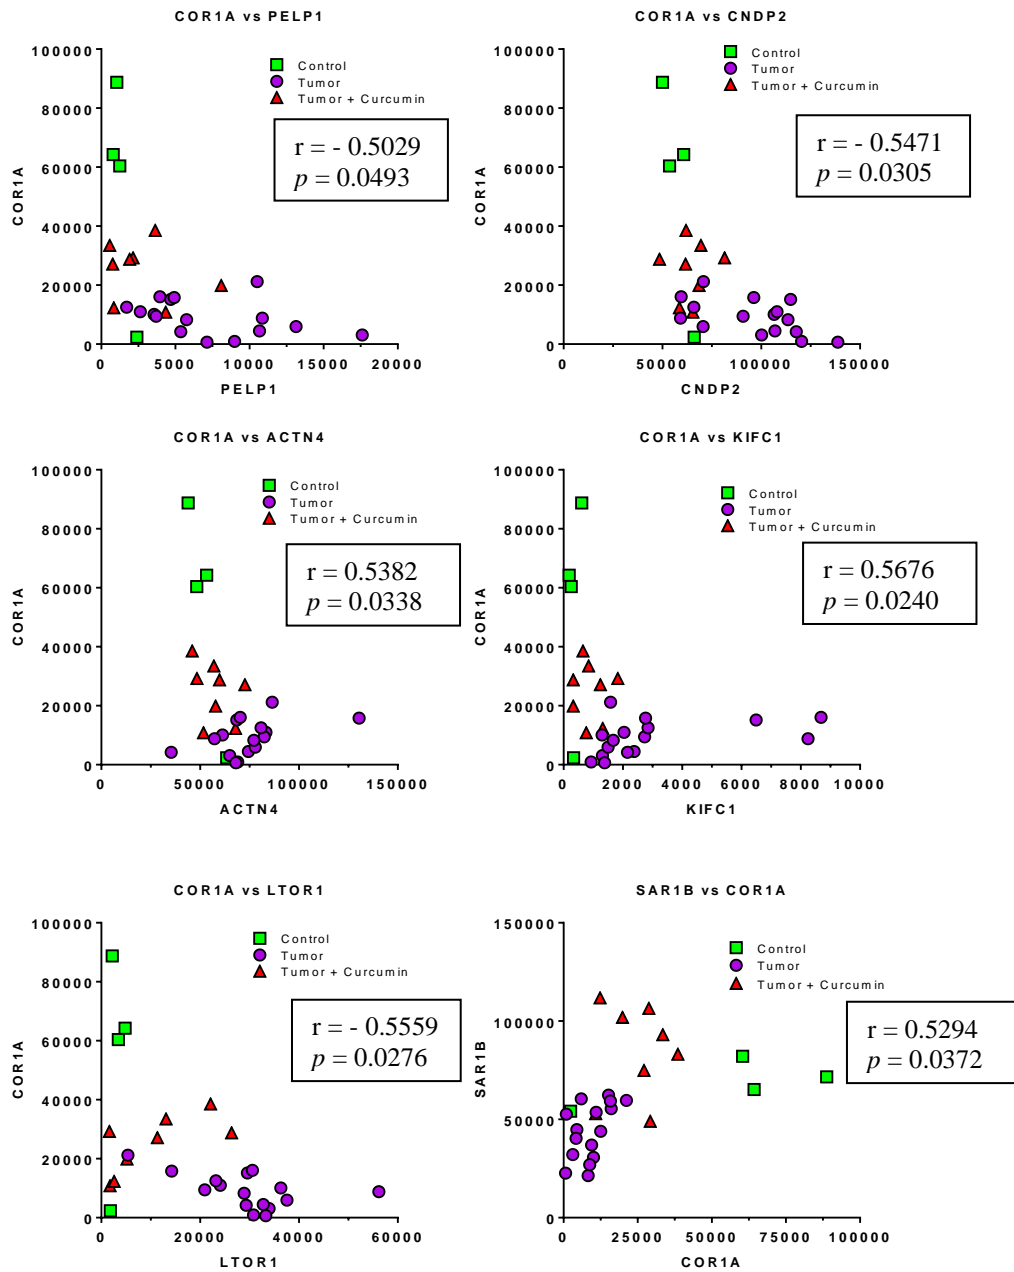 COR1A vs PELP1
100000
80000
60000
40000
20000
0
COR1A
0 5000 10000 15000 20000
PELP1
Control
Tumor
Tumor + Curcumin
r = - 0.5029
p = 0.0493
COR1A vs CNDP2
100000
80000
60000
40000
20000
0
COR1A
0 50000 100000 150000
CNDP2
Control
Tumor
Tumor + Curcumin
r = - 0.5471
p = 0.0305
COR1A vs ACTN4
100000
80000
60000
40000
20000
0
COR1A
0 50000 100000 150000
ACTN4
Control
Tumor
Tumor + Curcumin
r = 0.5382
p = 0.0338
COR1A vs KIFC1
100000
80000
60000
40000
20000
0
COR1A
0 2000 4000 6000 8000 10000
KIFC1
Control
Tumor
Tumor + Curcumin
r = 0.5676
p = 0.0240
COR1A vs LTOR1
100000
80000
60000
40000
20000
0
COR1A
0 20000 40000 60000
LTOR1
Control
Tumor
Tumor + Curcumin
r = - 0.5559
p = 0.0276
SAR1B vs COR1A
150000
100000
50000
0
SAR1B
0 25000 50000 75000 100000
COR1A
Control
Tumor
Tumor + Curcumin
r = 0.5294
p = 0.0372